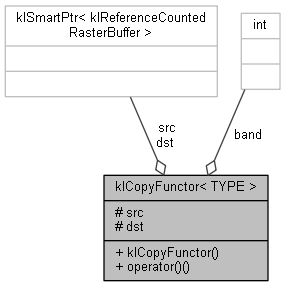 klSmartPtr< klReferenceCounted
RasterBuffer >
int
src
dst
band
klCopyFunctor< TYPE >
# src
# dst
+ klCopyFunctor()
+ operator()()